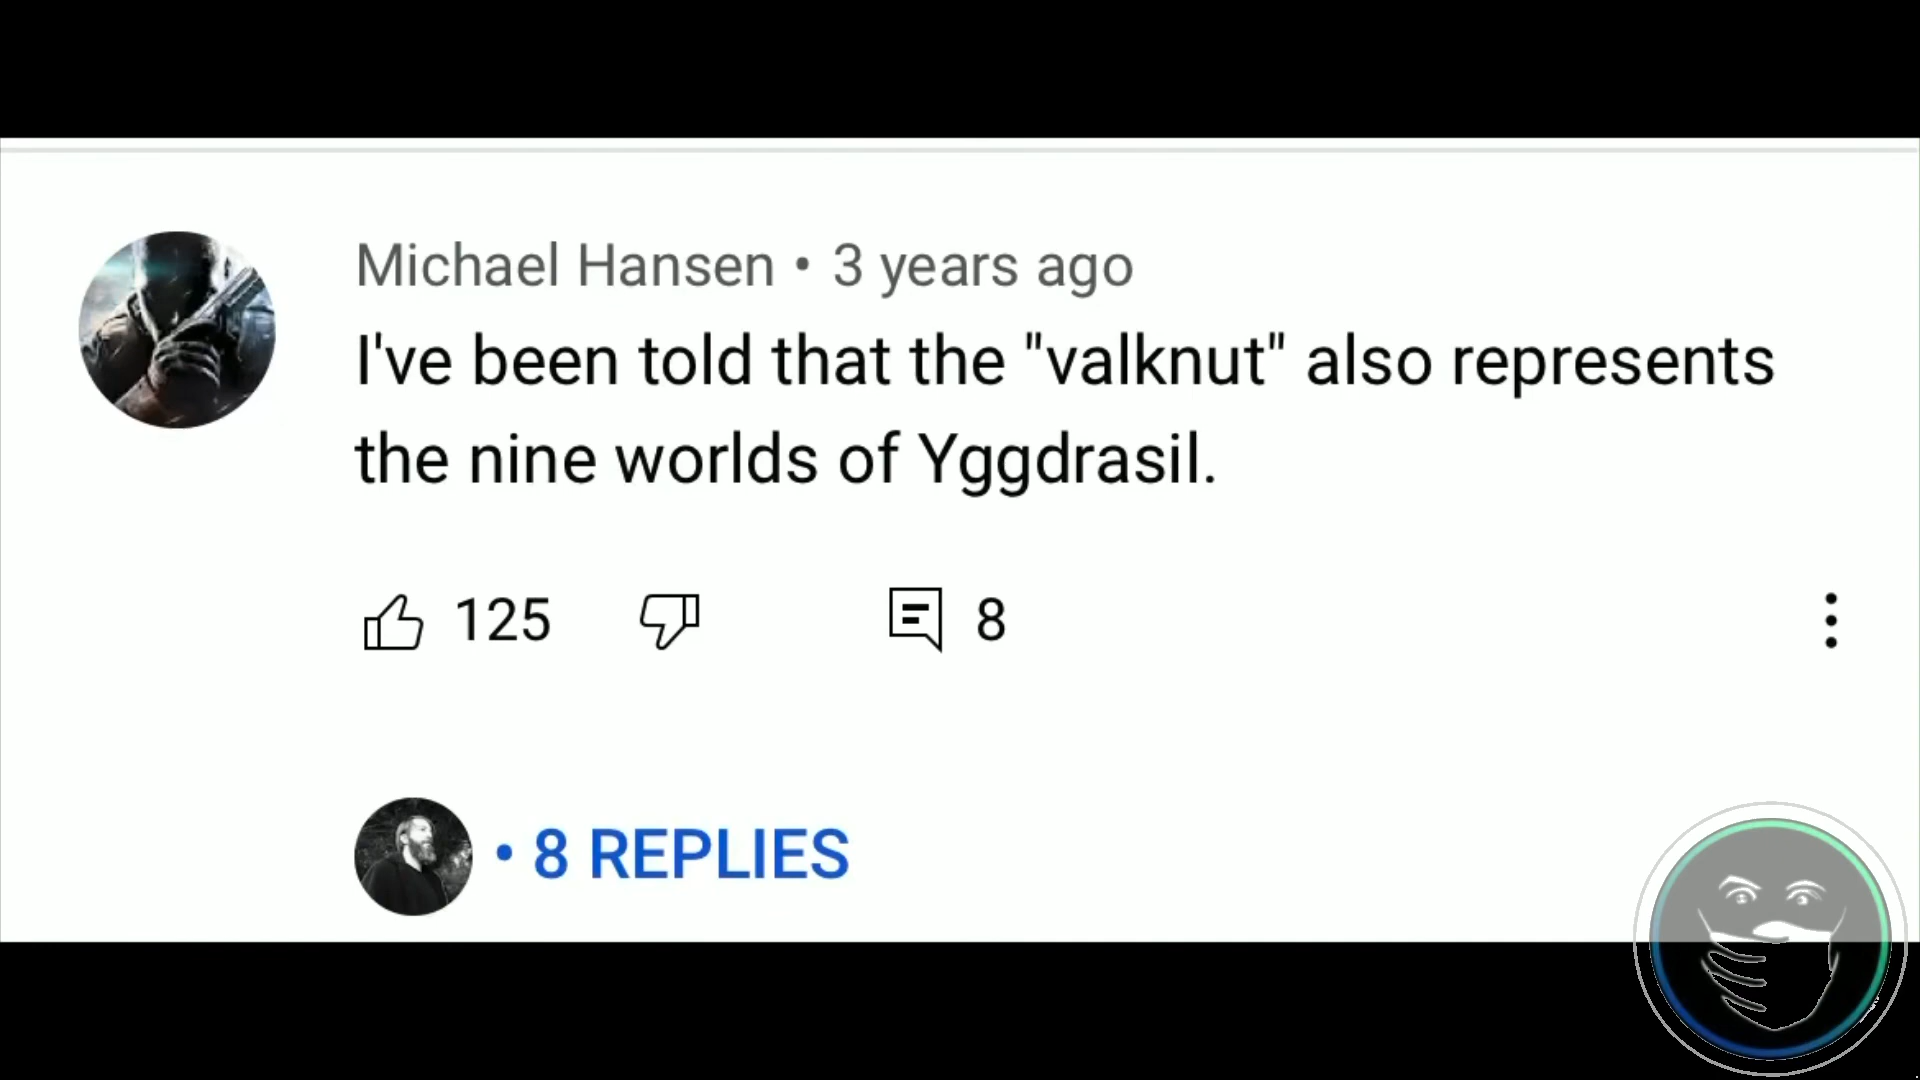 Michael Hansen • 3 years ago
I've been told that the "valknut" also represents
the nine worlds of Yggdrasil.
125 8
• 8 REPLIES